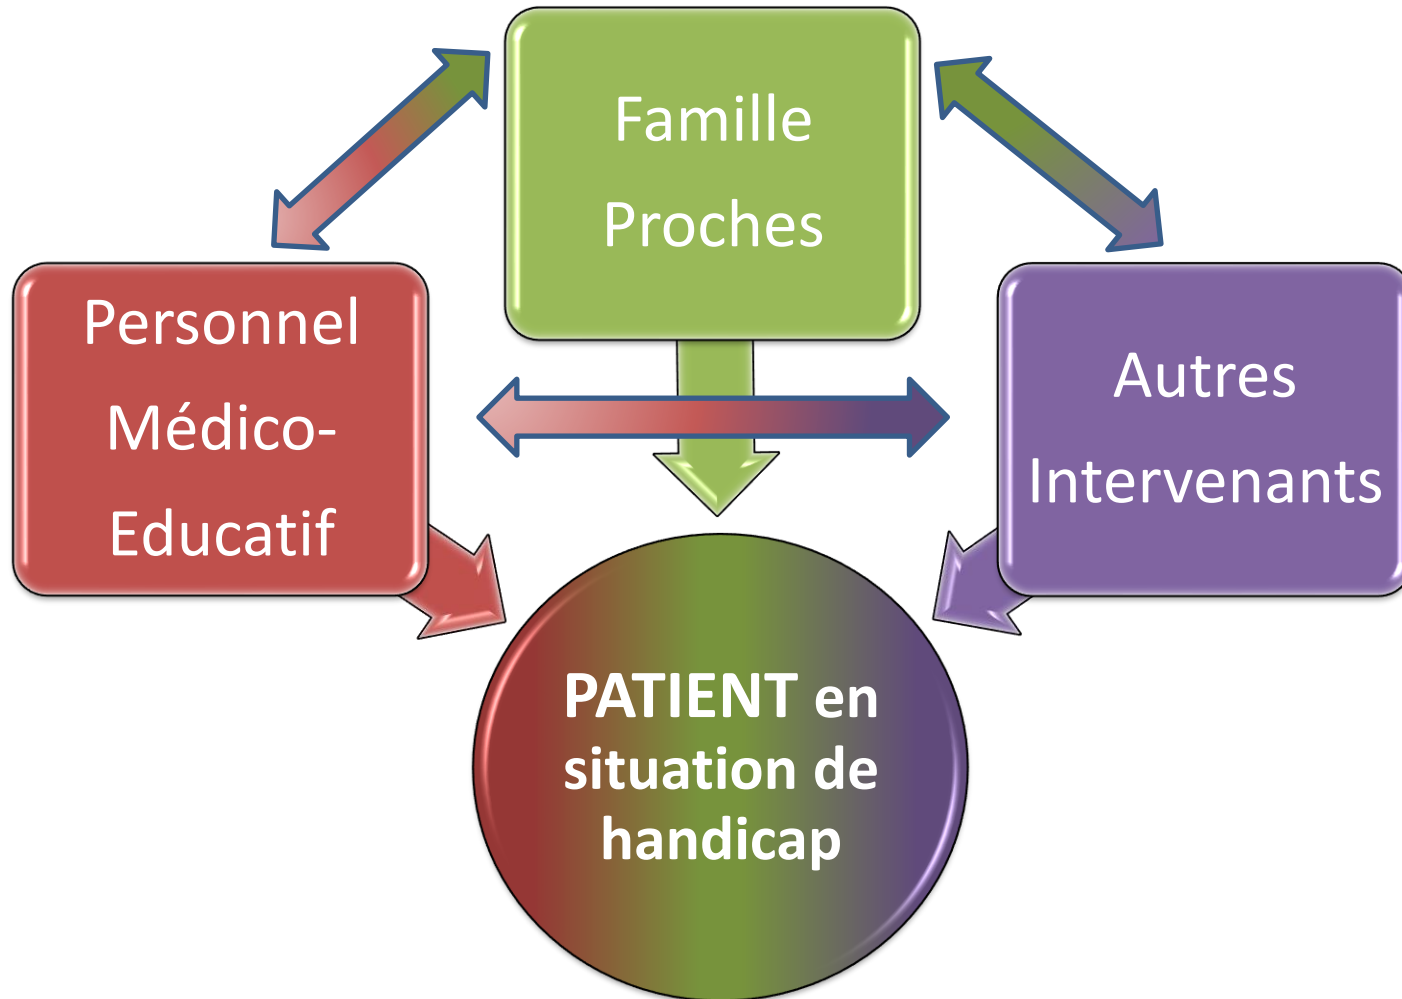 Famille
Proches
Personnel
Médico-
Educatif
Autres
Intervenants
PATIENT en
situation de
handicap